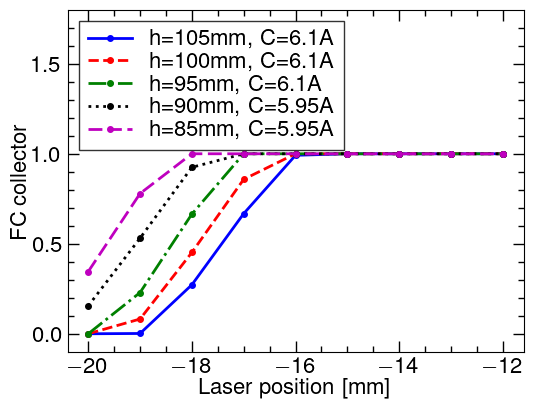 h=105mm, C=6.1A
h=100mm, C=6.1A
h=95mm, C=6.1A
h=90mm, C=5.95A
h=85mm, C=5.95A
FC collector
1.5
1.0
0.5
0.0
−20 −18 −16 −14 −12
Laser position [mm]